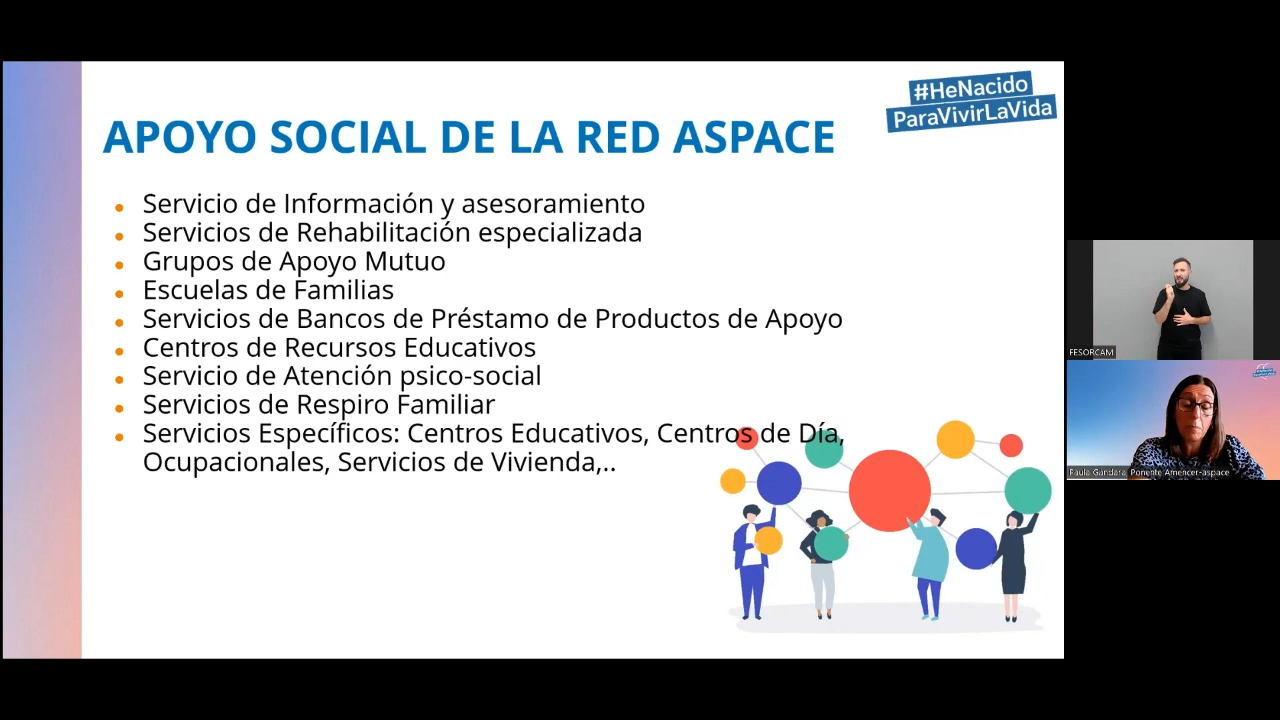 #HeNacido
ParaVivirLaVida
APOYO SOCIAL DE LA RED ASPACE
Servicio de Información y asesoramiento
Servicios de Rehabilitación especializada
Grupos de Apoyo Mutuo
Escuelas de Familias
Servicios de Bancos de Préstamo de Productos de Apoyo
Centros de Recursos Educativos
Servicio de Atención psico-social
Servicios de Respiro Familiar
Servicios Específicos: Centros Educativos, Centros de Día,
Ocupacionales, Servicios de Vivienda,..
FESORCAM
Paula Gandara_Ponente Amencer-aspace